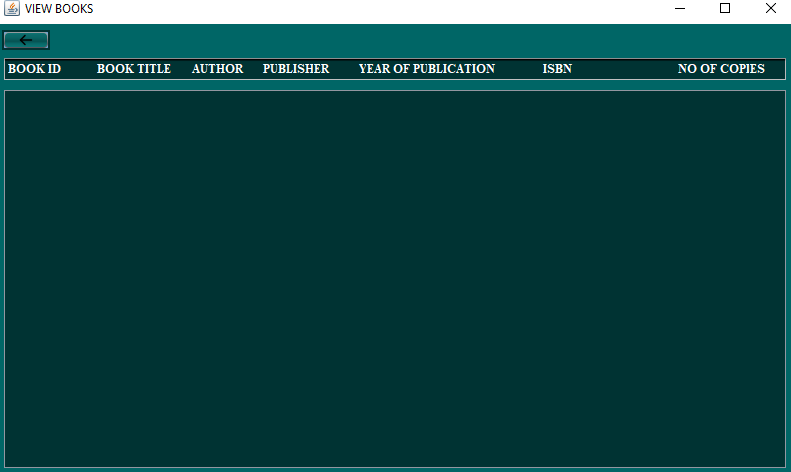 VIEW BOOKS
BOOK ID BOOK TITLE AUTHOR PUBLISHER YEAR OF PUBLICATION ISBN NO OF COPIES